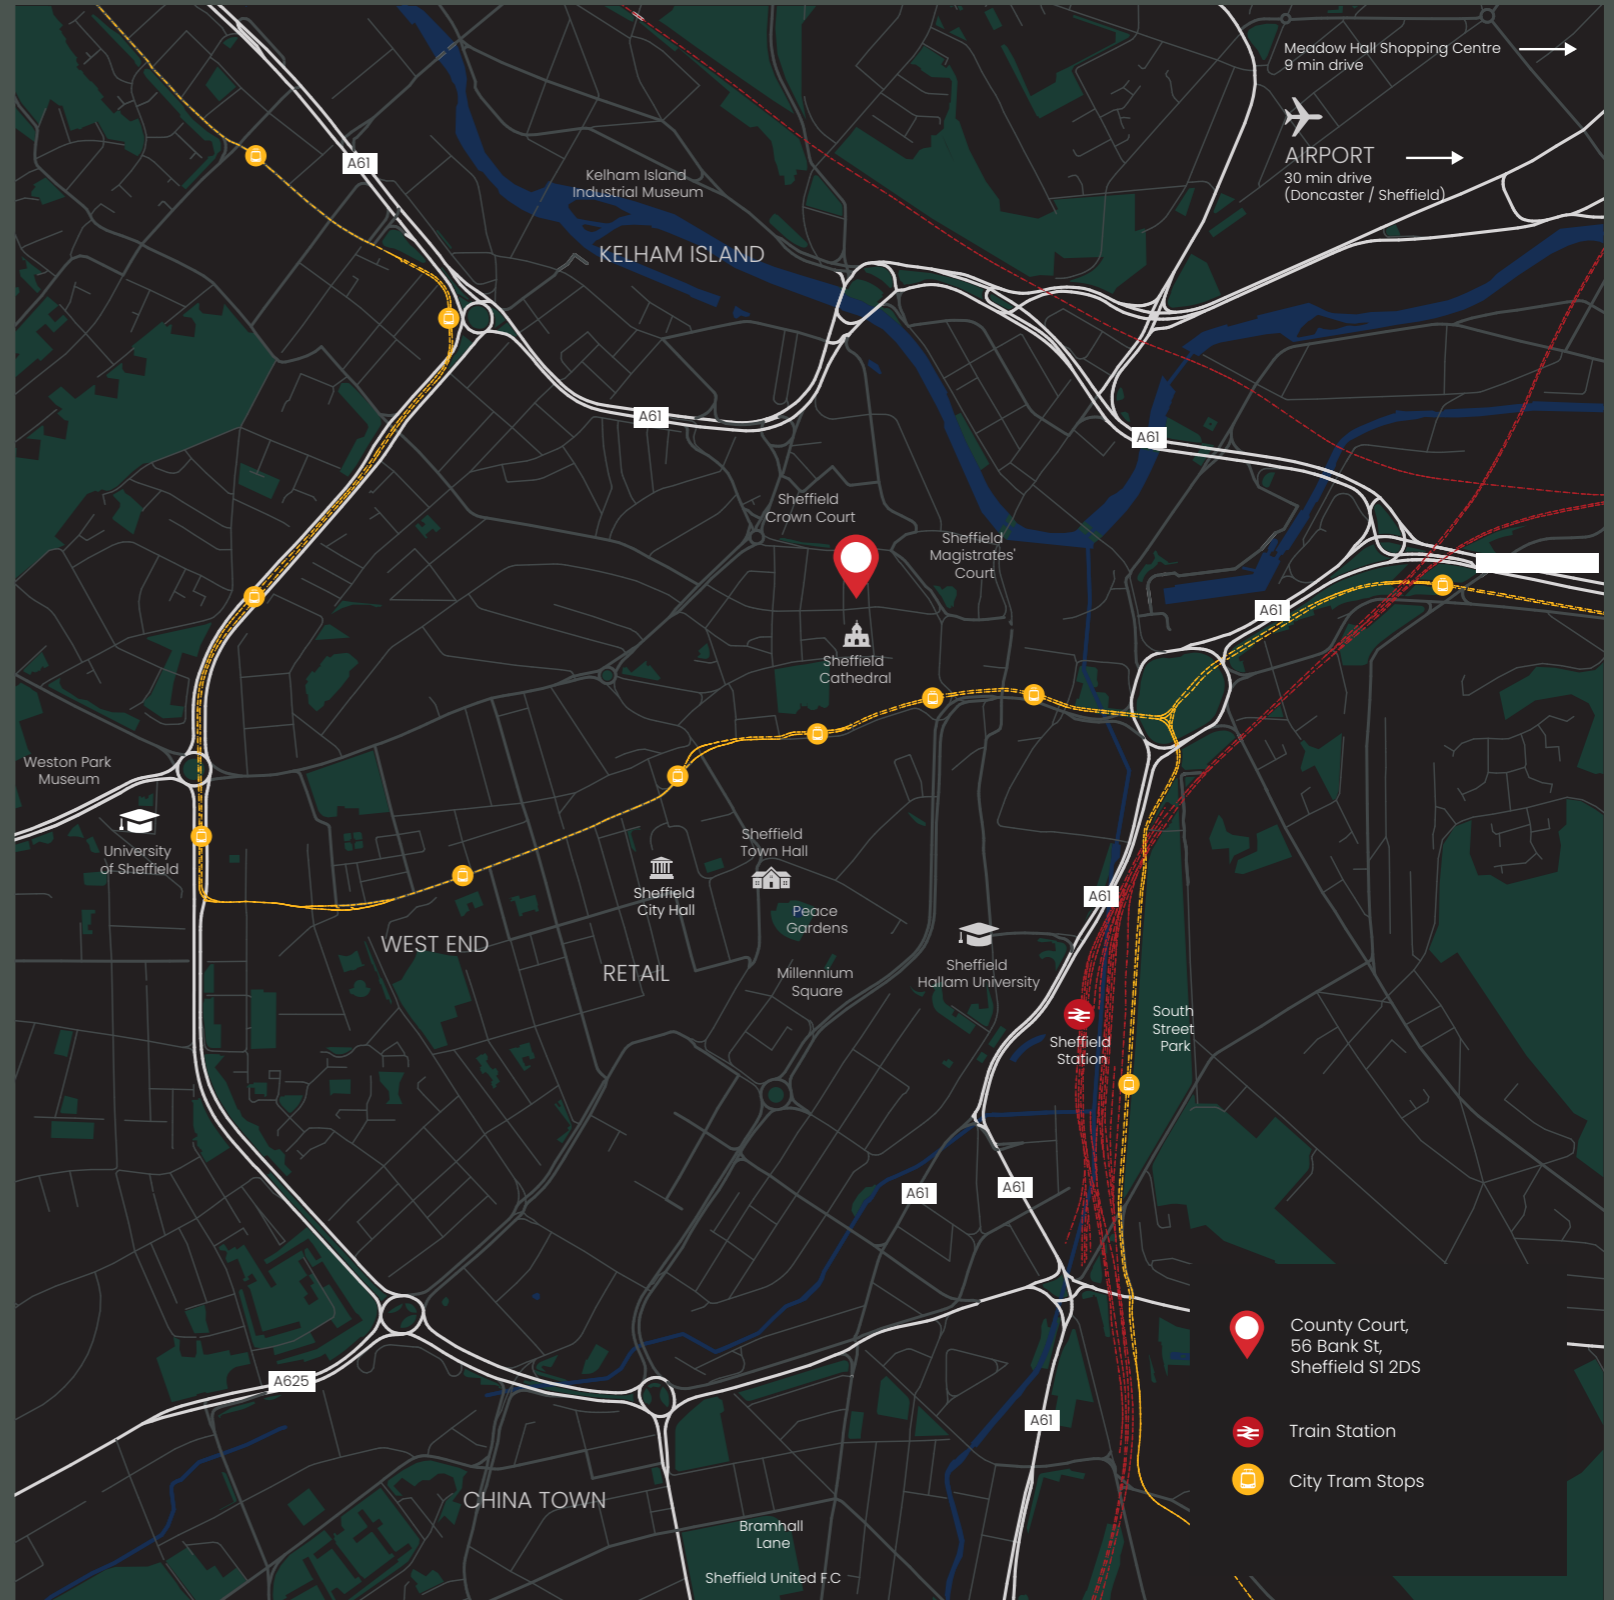 Meadow Hall Shopping Centre
9 min drive
AIRPORT
30 min drive
(Doncaster / Sheffield)
A61
Kelham Island
Industrial Museum
KELHAM ISLAND
A61
A61
Sheffield
Crown Court
Sheffield
Magistrates'
Court
A61
Sheffield
Cathedral
Weston Park
Museum
University
of Sheffield
Sheffield
Town Hall
Sheffield
City Hall
Peace
Gardens
A61
WEST END
RETAIL
Millennium
Square
Sheffield
Hallam University
South
Street
Park
Sheffield
Station
A61
A61
A625
A61
CHINA TOWN
Bramhall
Lane
Sheffield United F.C
County Court,
56 Bank St,
Sheffield S1 2DS
Train Station
City Tram Stops